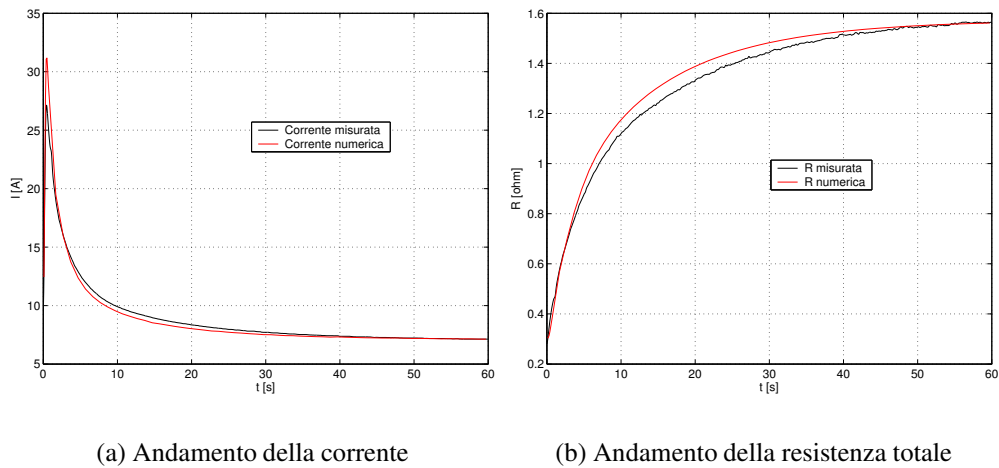 35
30
25
20
15
10
5
I [A]
0 10 20 30 40 50 60
t [s]
Corrente misurata
Corrente numerica
1.6
1.4
1.2
1
0.8
0.6
0.4
0.2
R [ohm]
0 10 20 30 40 50 60
t [s]
R misurata
R numerica
(a) Andamento della corrente
(b) Andamento della resistenza totale